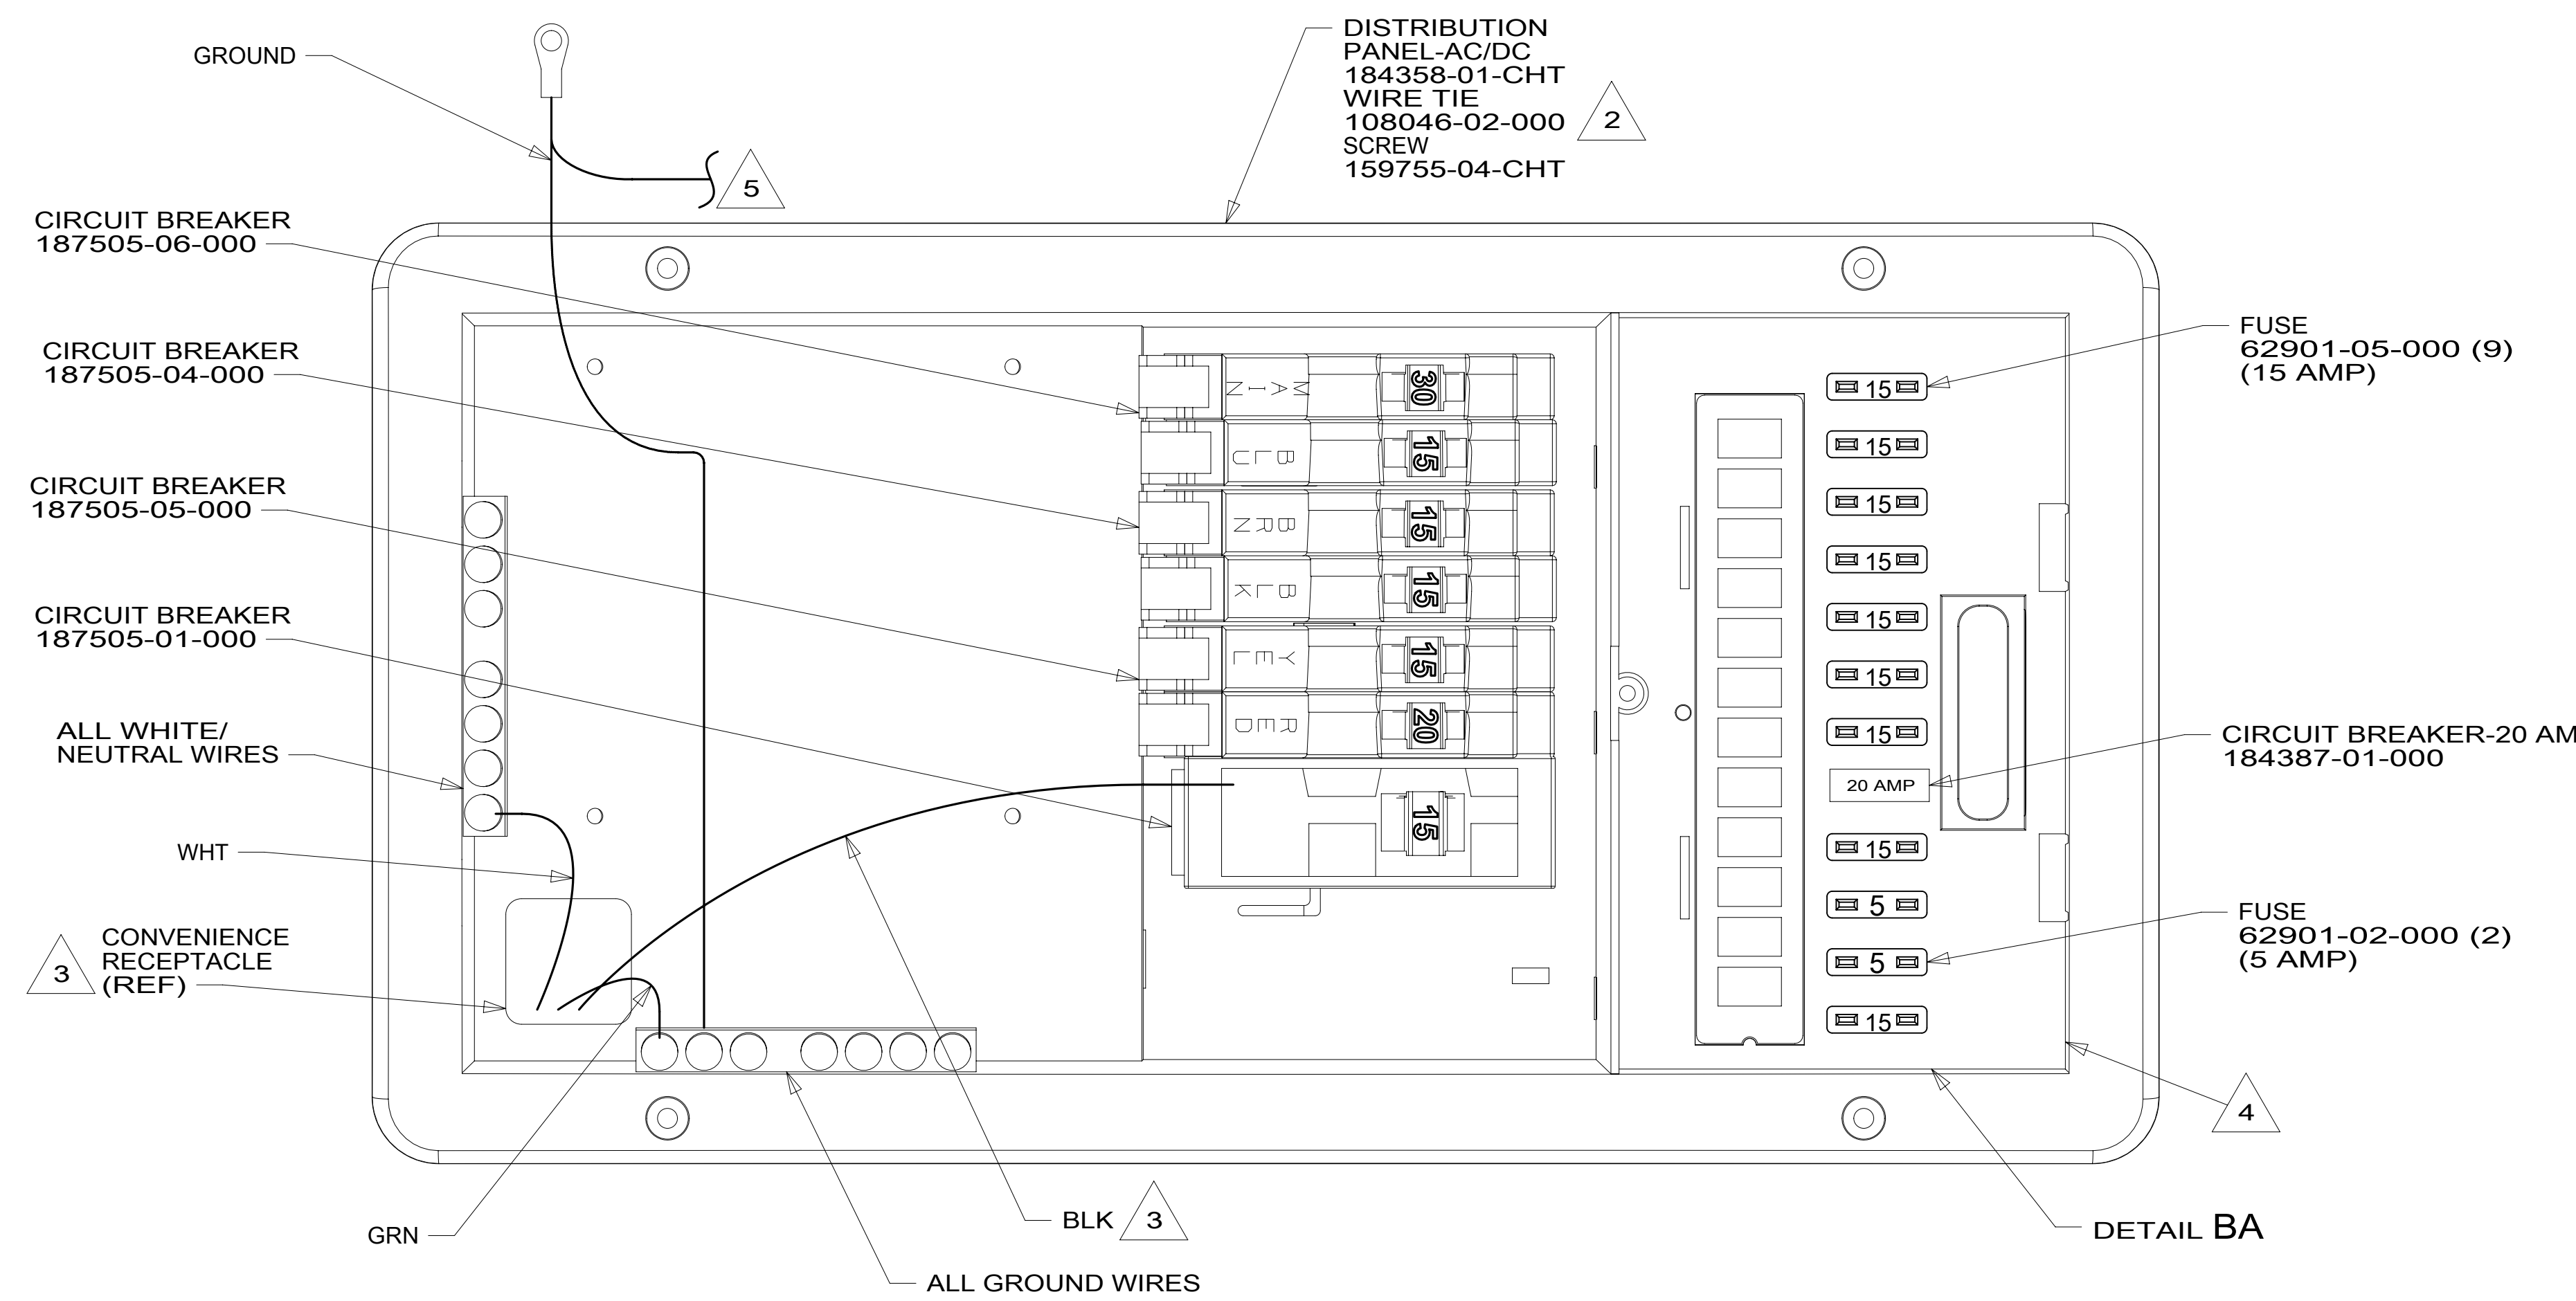 GROUND
DISTRIBUTION
PANEL-AC/DC
184358-01-CHT
WIRE TIE
108046-02-000
2
SCREW
159755-04-CHT
5
CIRCUIT BREAKER
187505-06-000
CIRCUIT BREAKER
187505-04-000
CIRCUIT BREAKER
187505-05-000
CIRCUIT BREAKER
187505-01-000
ALL WHITE/
NEUTRAL WIRES
WHT
3
CONVENIENCE
RECEPTACLE
(REF)
GRN
MAIN
30
BLU
15
BRN
15
BLK
15
YEL
15
RED
20
15
15
15
15
15
15
15
15
20 AMP
15
5
5
15
FUSE
62901-05-000 (9)
(15 AMP)
CIRCUIT BREAKER-20 AM
184387-01-000
FUSE
62901-02-000 (2)
(5 AMP)
4
BLK
3
DETAIL BA
ALL GROUND WIRES